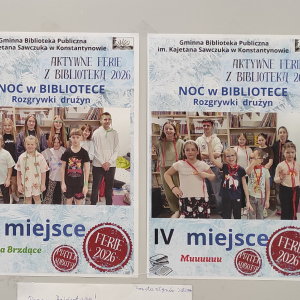 Gminna Biblioteka Publiczna
Kajetana Sawczuka w Konstantynowie
AKTYWNE FERIE
Z BIBLIOTEKĄ 2026
NOC w BIBLIOTECE
Rozgrywki drużyn
miejsce
a Brzdące
FERIE
2026
Gminna Biblioteka Publiczna
im. Kajetana Sawczuka w Konstantynowie
AKTYWNE FERIE
Z BIBLIOTEKĄ 2026
NOC w BIBLIOTECE
Rozgrywki drużyn
IV miejsce
Muuuuuu
FERIE
2026